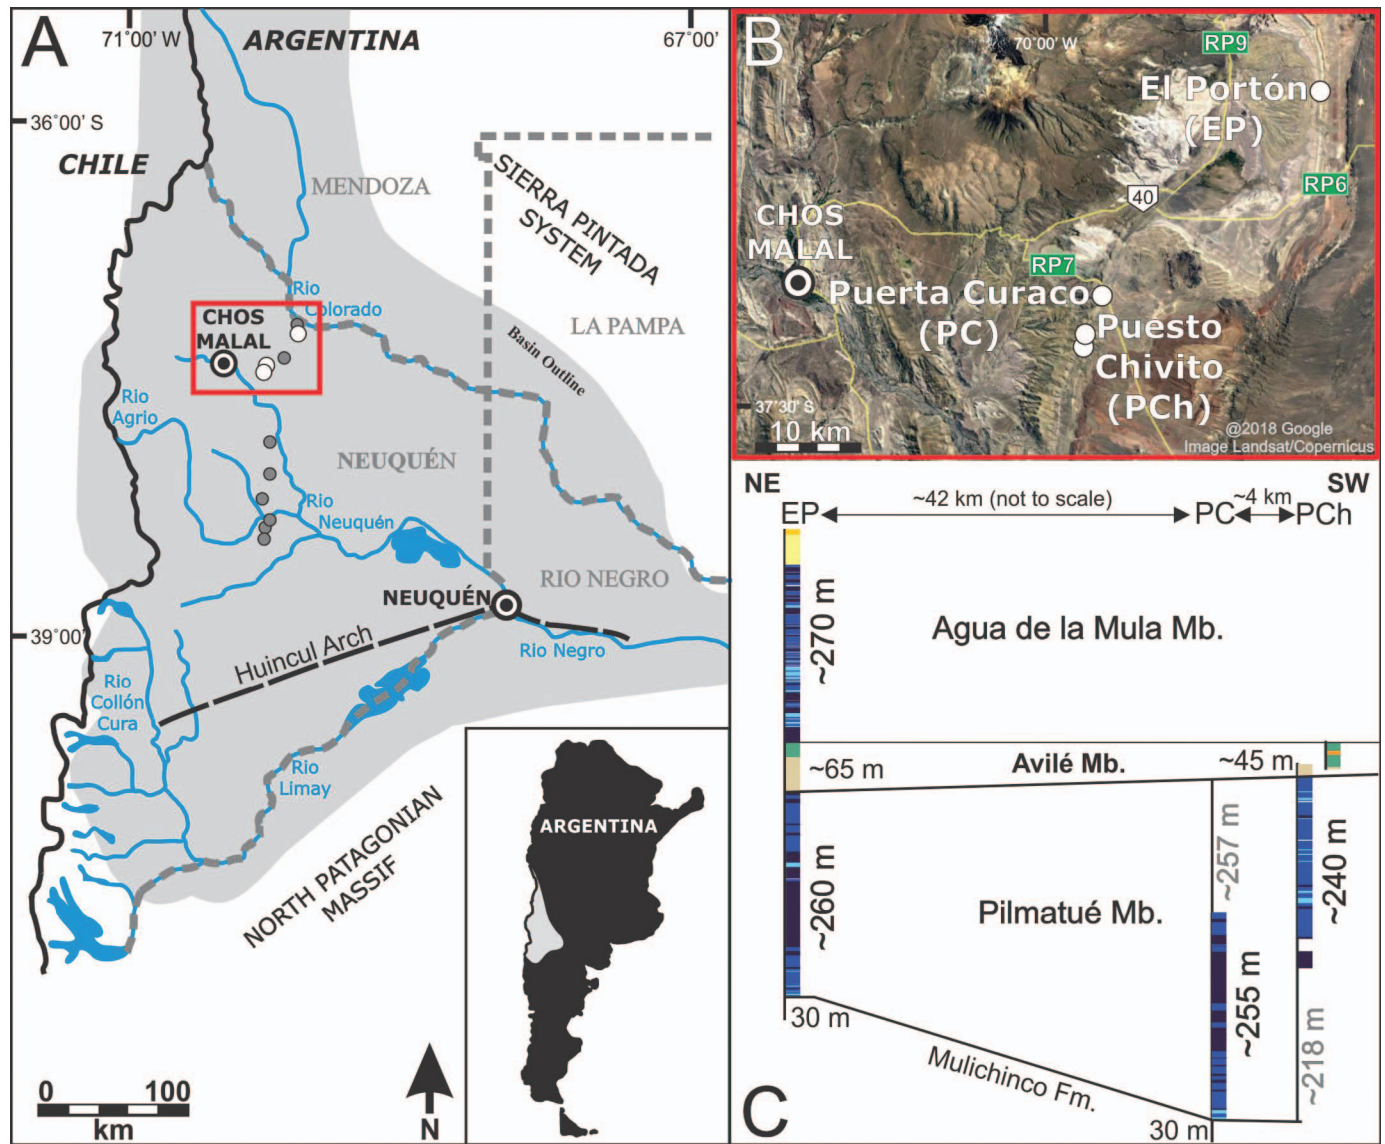 A
71°00' W
ARGENTINA
67°00'
36°00' S
CHILE
MENDOZA
SIERRA PINTADA
SYSTEM
Rio
Colorado
CHOS
MALAL
LA PAMPA
Basin Outline
Rio
Agrio
NEUQUÉN
Rio
Neuquén
RIO NEGRO
NEUQUÉN
39°00'
Huincul Arch
Rio Negro
Rio
Collón
Cura
Rio
Limay
NORTH PATAGONIAN
MASSIF
ARGENTINA
0 100
km
N
B
70°00' W
RP9
El Portón
(EP)
RP6
40
CHOS
MALAL
RP7
Puerta Curaco
(PC)
Puesto
Chivito
(PCh)
37°30' S
10 km
@2018 Google
Image Landsat/Copernicus
NE
SW
~42 km (not to scale)
~4 km
EP
PC
PCh
~270 m
Agua de la Mula Mb.
~65 m
Avilé Mb.
~45 m
~260 m
Pilmatué Mb.
~257 m
~240 m
~255 m
~218 m
30 m
Mulichinco Fm.
30 m
C